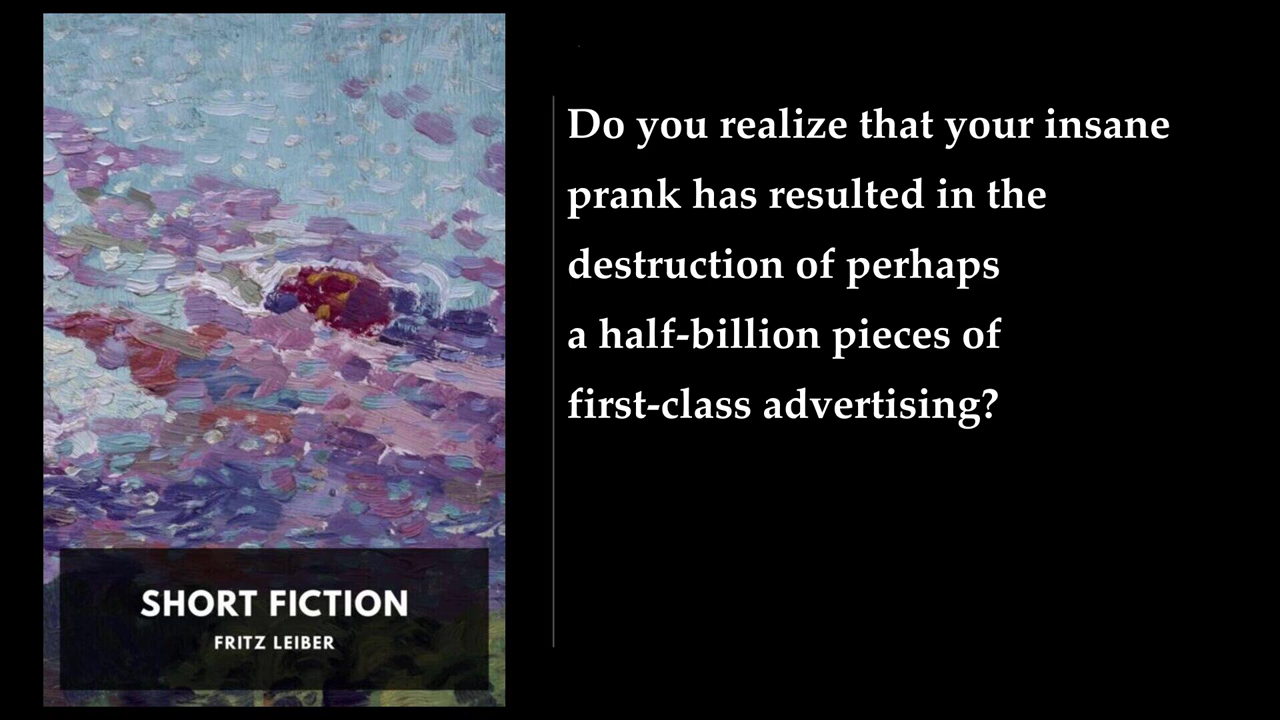 Do you realize that your insane
prank has resulted in the
destruction of perhaps
a half-billion pieces of
first-class advertising?
SHORT FICTION
FRITZ LEIBER